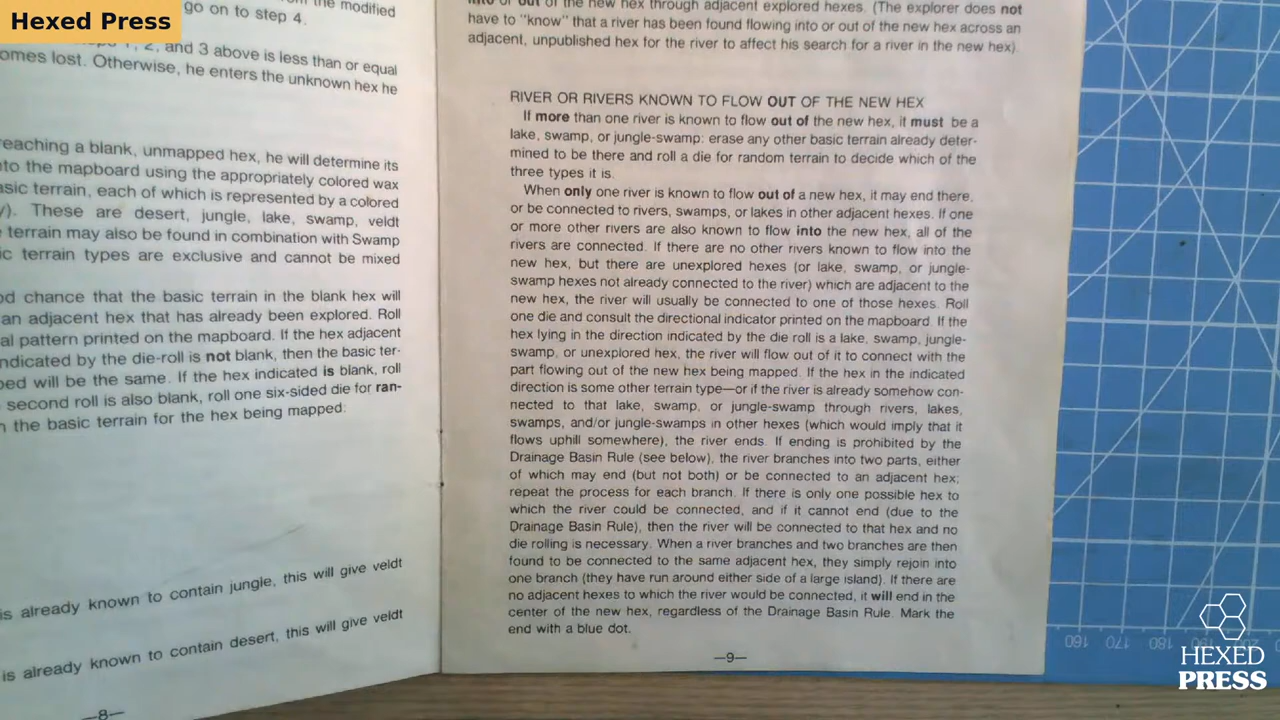 Hexed Press
the modified
go on to step 4.
2, and 3 above is less than or equal
omes lost. Otherwise, he enters the unknown hex he
reaching a blank, unmapped hex, he will determine its
to the mapboard using the appropriately colored wax
asic terrain, each of which is represented by a colored
y). These are desert, jungle, lake, swamp, veldt
terrain may also be found in combination with Swamp
ic terrain types are exclusive and cannot be mixed
od chance that the basic terrain in the blank hex will
an adjacent hex that has already been explored. Roll
al pattern printed on the mapboard. If the hex adjacent
ndicated by the die-roll is not blank, then the basic ter-
ped will be the same. If the hex indicated is blank, roll
second roll is also blank, roll one six-sided die for ran-
n the basic terrain for the hex being mapped.
is already known to contain jungle, this will give veldt
is already known to contain desert, this will give veldt
—8—
into or out of the new hex through adjacent explored hexes. (The explorer does not
have to "know" that a river has been found flowing into or out of the new hex across an
adjacent, unpublished hex for the river to affect his search for a river in the new hex).
RIVER OR RIVERS KNOWN TO FLOW OUT OF THE NEW HEX
If more than one river is known to flow out of the new hex, it must be a
lake, swamp, or jungle-swamp: erase any other basic terrain already deter-
mined to be there and roll a die for random terrain to decide which of the
three types it is.
When only one river is known to flow out of a new hex, it may end there,
or be connected to rivers, swamps, or lakes in other adjacent hexes. If one
or more other rivers are also known to flow into the new hex, all of the
rivers are connected. If there are no other rivers known to flow into the
new hex, but there are unexplored hexes (or lake, swamp, or jungle-
swamp hexes not already connected to the river) which are adjacent to the
new hex, the river will usually be connected to one of those hexes. Roll
one die and consult the directional indicator printed on the mapboard. If the
hex lying in the direction indicated by the die roll is a lake, swamp, jungle-
swamp, or unexplored hex, the river will flow out of it to connect with the
part flowing out of the new hex being mapped. If the hex in the indicated
direction is some other terrain type—or if the river is already somehow con-
nected to that lake, swamp, or jungle-swamp through rivers, lakes,
swamps, and/or jungle-swamps in other hexes (which would imply that it
flows uphill somewhere), the river ends. If ending is prohibited by the
Drainage Basin Rule (see below), the river branches into two parts, either
of which may end (but not both) or be connected to an adjacent hex;
repeat the process for each branch. If there is only one possible hex to
which the river could be connected, and if it cannot end (due to the
Drainage Basin Rule), then the river will be connected to that hex and no
die rolling is necessary. When a river branches and two branches are then
found to be connected to the same adjacent hex, they simply rejoin into
one branch (they have run around either side of a large island). If there are
no adjacent hexes to which the river would be connected, it will end in the
center of the new hex, regardless of the Drainage Basin Rule. Mark the
end with a blue dot.
—9—
160 170 180 190 200
HEXED
PRESS